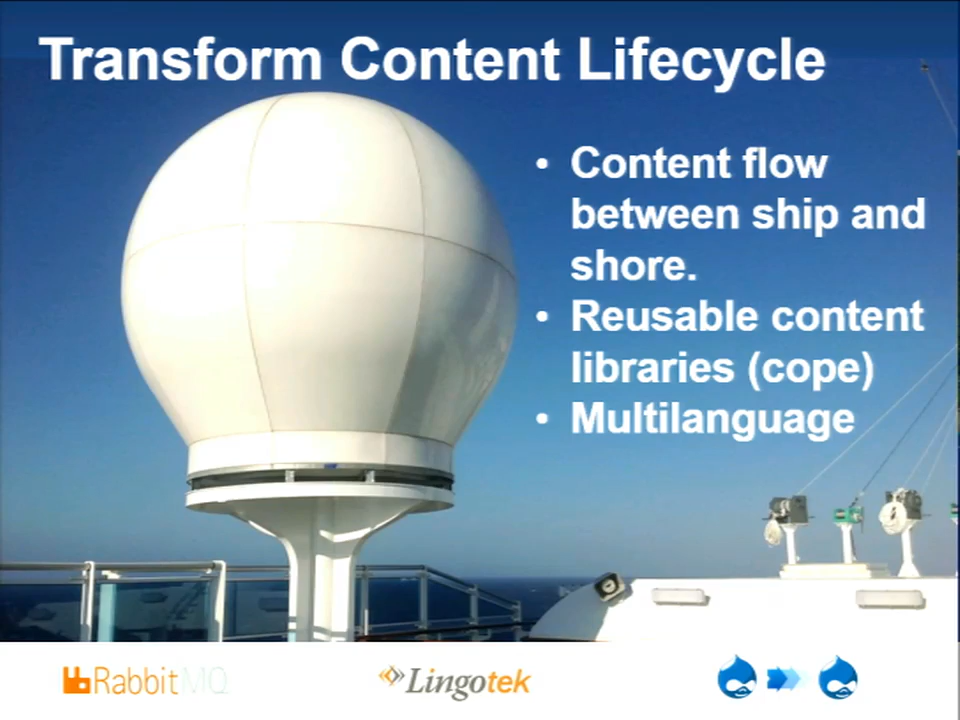 Transform Content Lifecycle
• Content flow
between ship and
shore.
• Reusable content
libraries (cope)
• Multilanguage
RabbitMQ
Lingotek